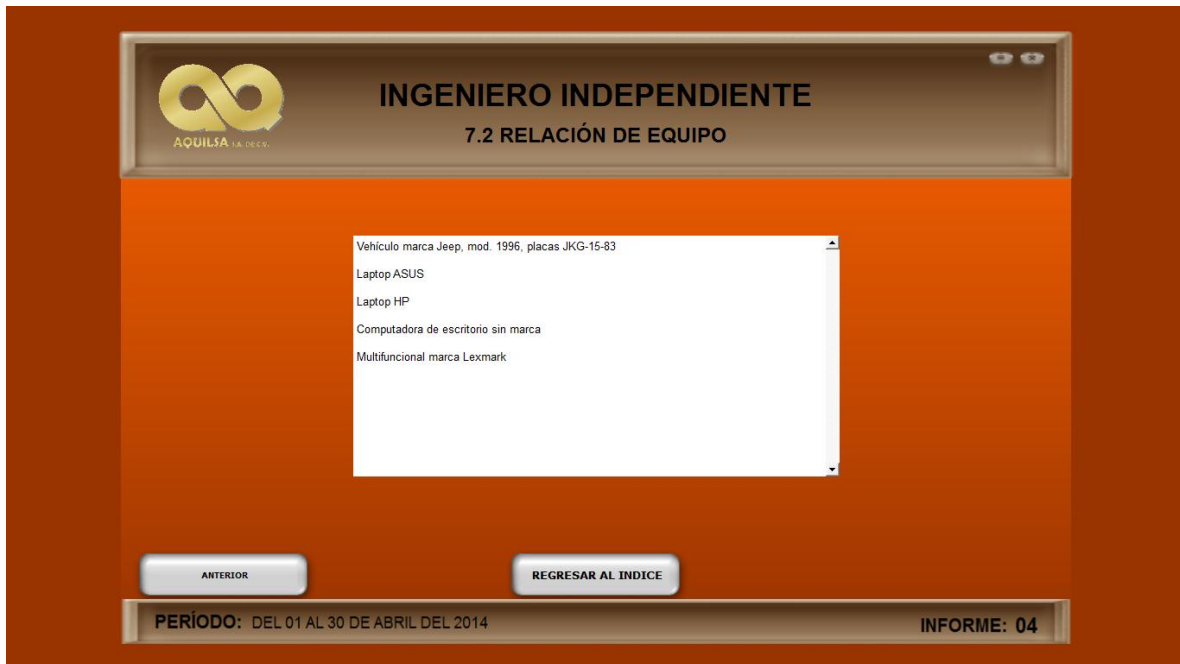 INGENIERO INDEPENDIENTE
7.2 RELACIÓN DE EQUIPO
AQUILSA S.A. DE C.V.
Vehículo marca Jeep, mod. 1996, placas JKG-15-83
Laptop ASUS
Laptop HP
Computadora de escritorio sin marca
Multifuncional marca Lexmark
ANTERIOR
REGRESAR AL INDICE
PERÍODO: DEL 01 AL 30 DE ABRIL DEL 2014
INFORME: 04